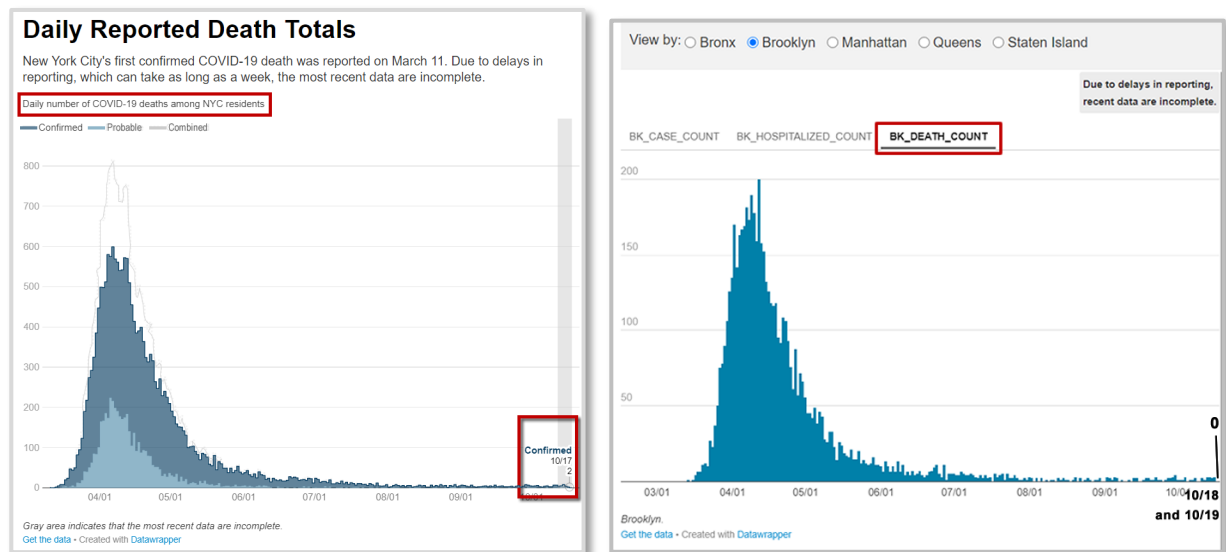 Daily Reported Death Totals
New York City's first confirmed COVID-19 death was reported on March 11. Due to delays in
reporting, which can take as long as a week, the most recent data are incomplete.
Daily number of COVID-19 deaths among NYC residents
Confirmed Probable Combined
800
700
600
500
400
300
200
100
0
Confirmed
10/17
2
04/01 05/01 06/01 07/01 08/01 09/01 10/01
Gray area indicates that the most recent data are incomplete.
Get the data • Created with Datawrapper
View by: Bronx Brooklyn Manhattan Queens Staten Island
Due to delays in reporting,
recent data are incomplete.
BK_CASE_COUNT BK_HOSPITALIZED_COUNT BK_DEATH_COUNT
200
150
100
50
0
03/01 04/01 05/01 06/01 07/01 08/01 09/01 10/18
and 10/19
Brooklyn.
Get the data • Created with Datawrapper